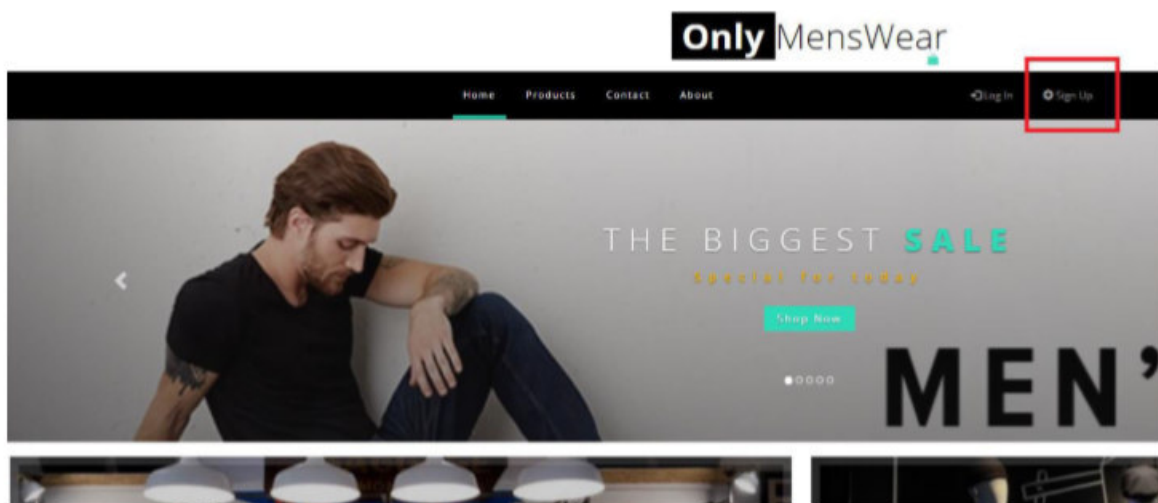 Only MensWear
Home Products Contact About Log In Sign Up
THE BIGGEST SALE
Special for today
Shop Now
MEN'